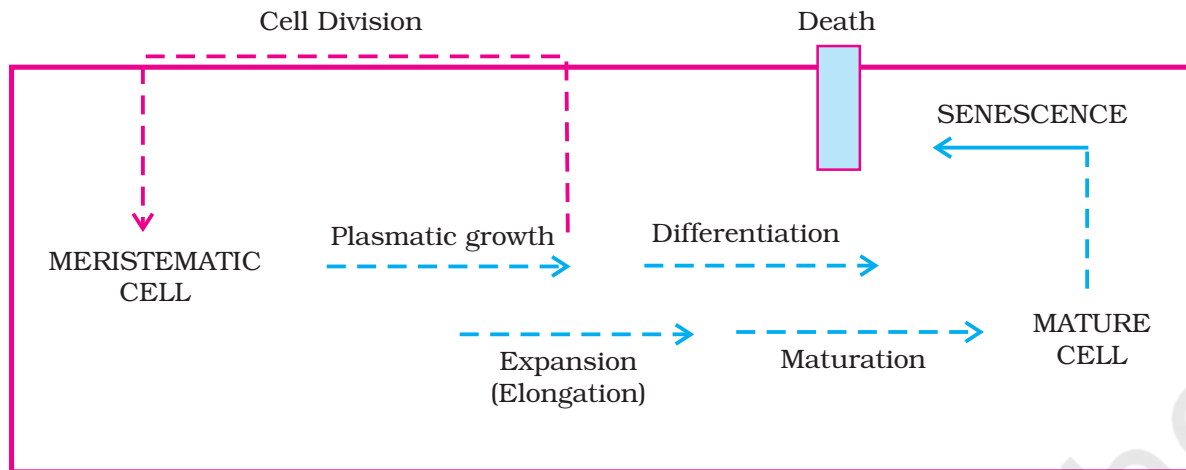 Cell Division
Death
SENESCENCE
Plasmatic growth
Differentiation
MERISTEMATIC
CELL
Expansion
(Elongation)
Maturation
MATURE
CELL